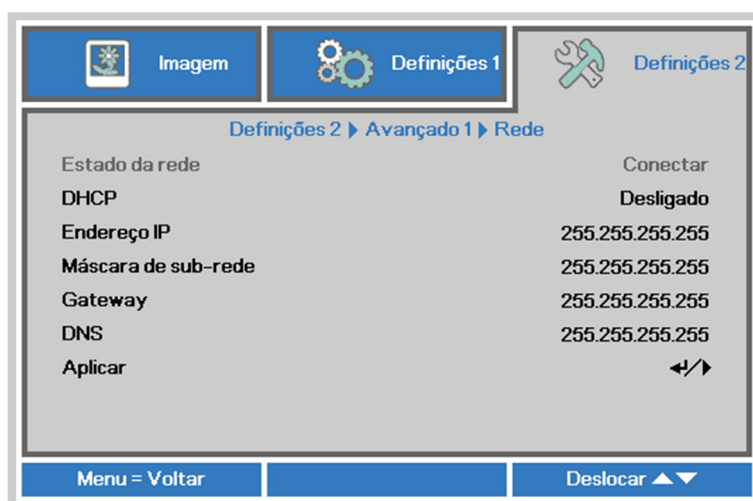 Imagem Definições 1 Definições 2
Definições 2 Avançado 1 Rede
Estado da rede Conectar
DHCP Desligado
Endereço IP 255.255.255.255
Máscara de sub-rede 255.255.255.255
Gateway 255.255.255.255
DNS 255.255.255.255
Aplicar
Menu = Voltar Deslocar